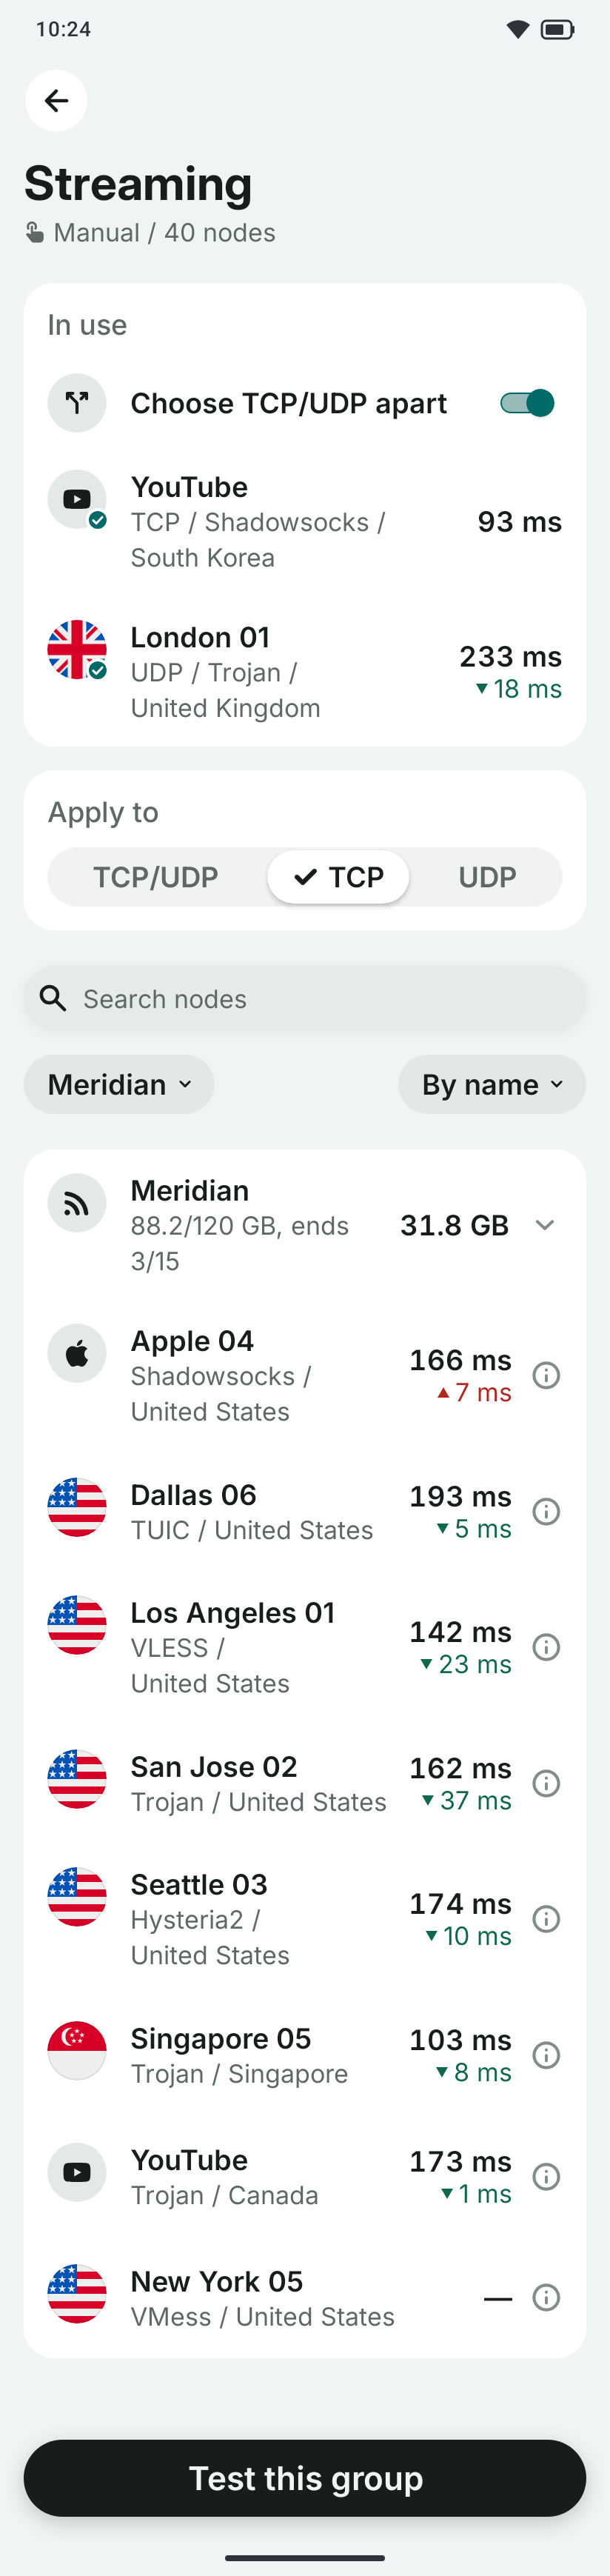 10:24
Streaming
Manual / 40 nodes
In use
Choose TCP/UDP apart
YouTube
TCP / Shadowsocks /
South Korea
93 ms
London 01
UDP / Trojan /
United Kingdom
233 ms
▼ 18 ms
Apply to
TCP/UDP
TCP
UDP
Search nodes
Meridian
By name
Meridian
88.2/120 GB, ends
3/15
31.8 GB
Apple 04
Shadowsocks /
United States
166 ms
▲ 7 ms
Dallas 06
TUIC / United States
193 ms
▼ 5 ms
Los Angeles 01
VLESS /
United States
142 ms
▼ 23 ms
San Jose 02
Trojan / United States
162 ms
▼ 37 ms
Seattle 03
Hysteria2 /
United States
174 ms
▼ 10 ms
Singapore 05
Trojan / Singapore
103 ms
▼ 8 ms
YouTube
Trojan / Canada
173 ms
▼ 1 ms
New York 05
VMess / United States
—
Test this group